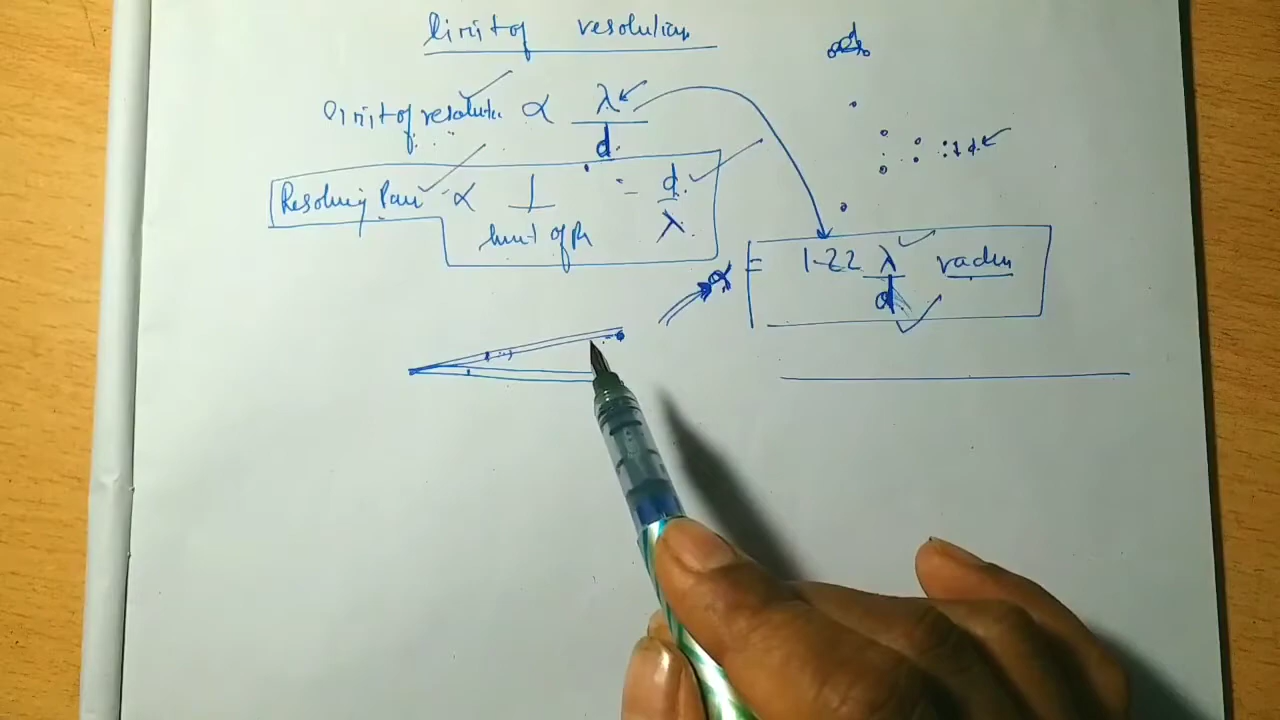 limit of resolution
limit of resolution ∝ λ/d
Resolving Power ∝ 1/limit of R = d/λ
α = 1.22 λ/d radian